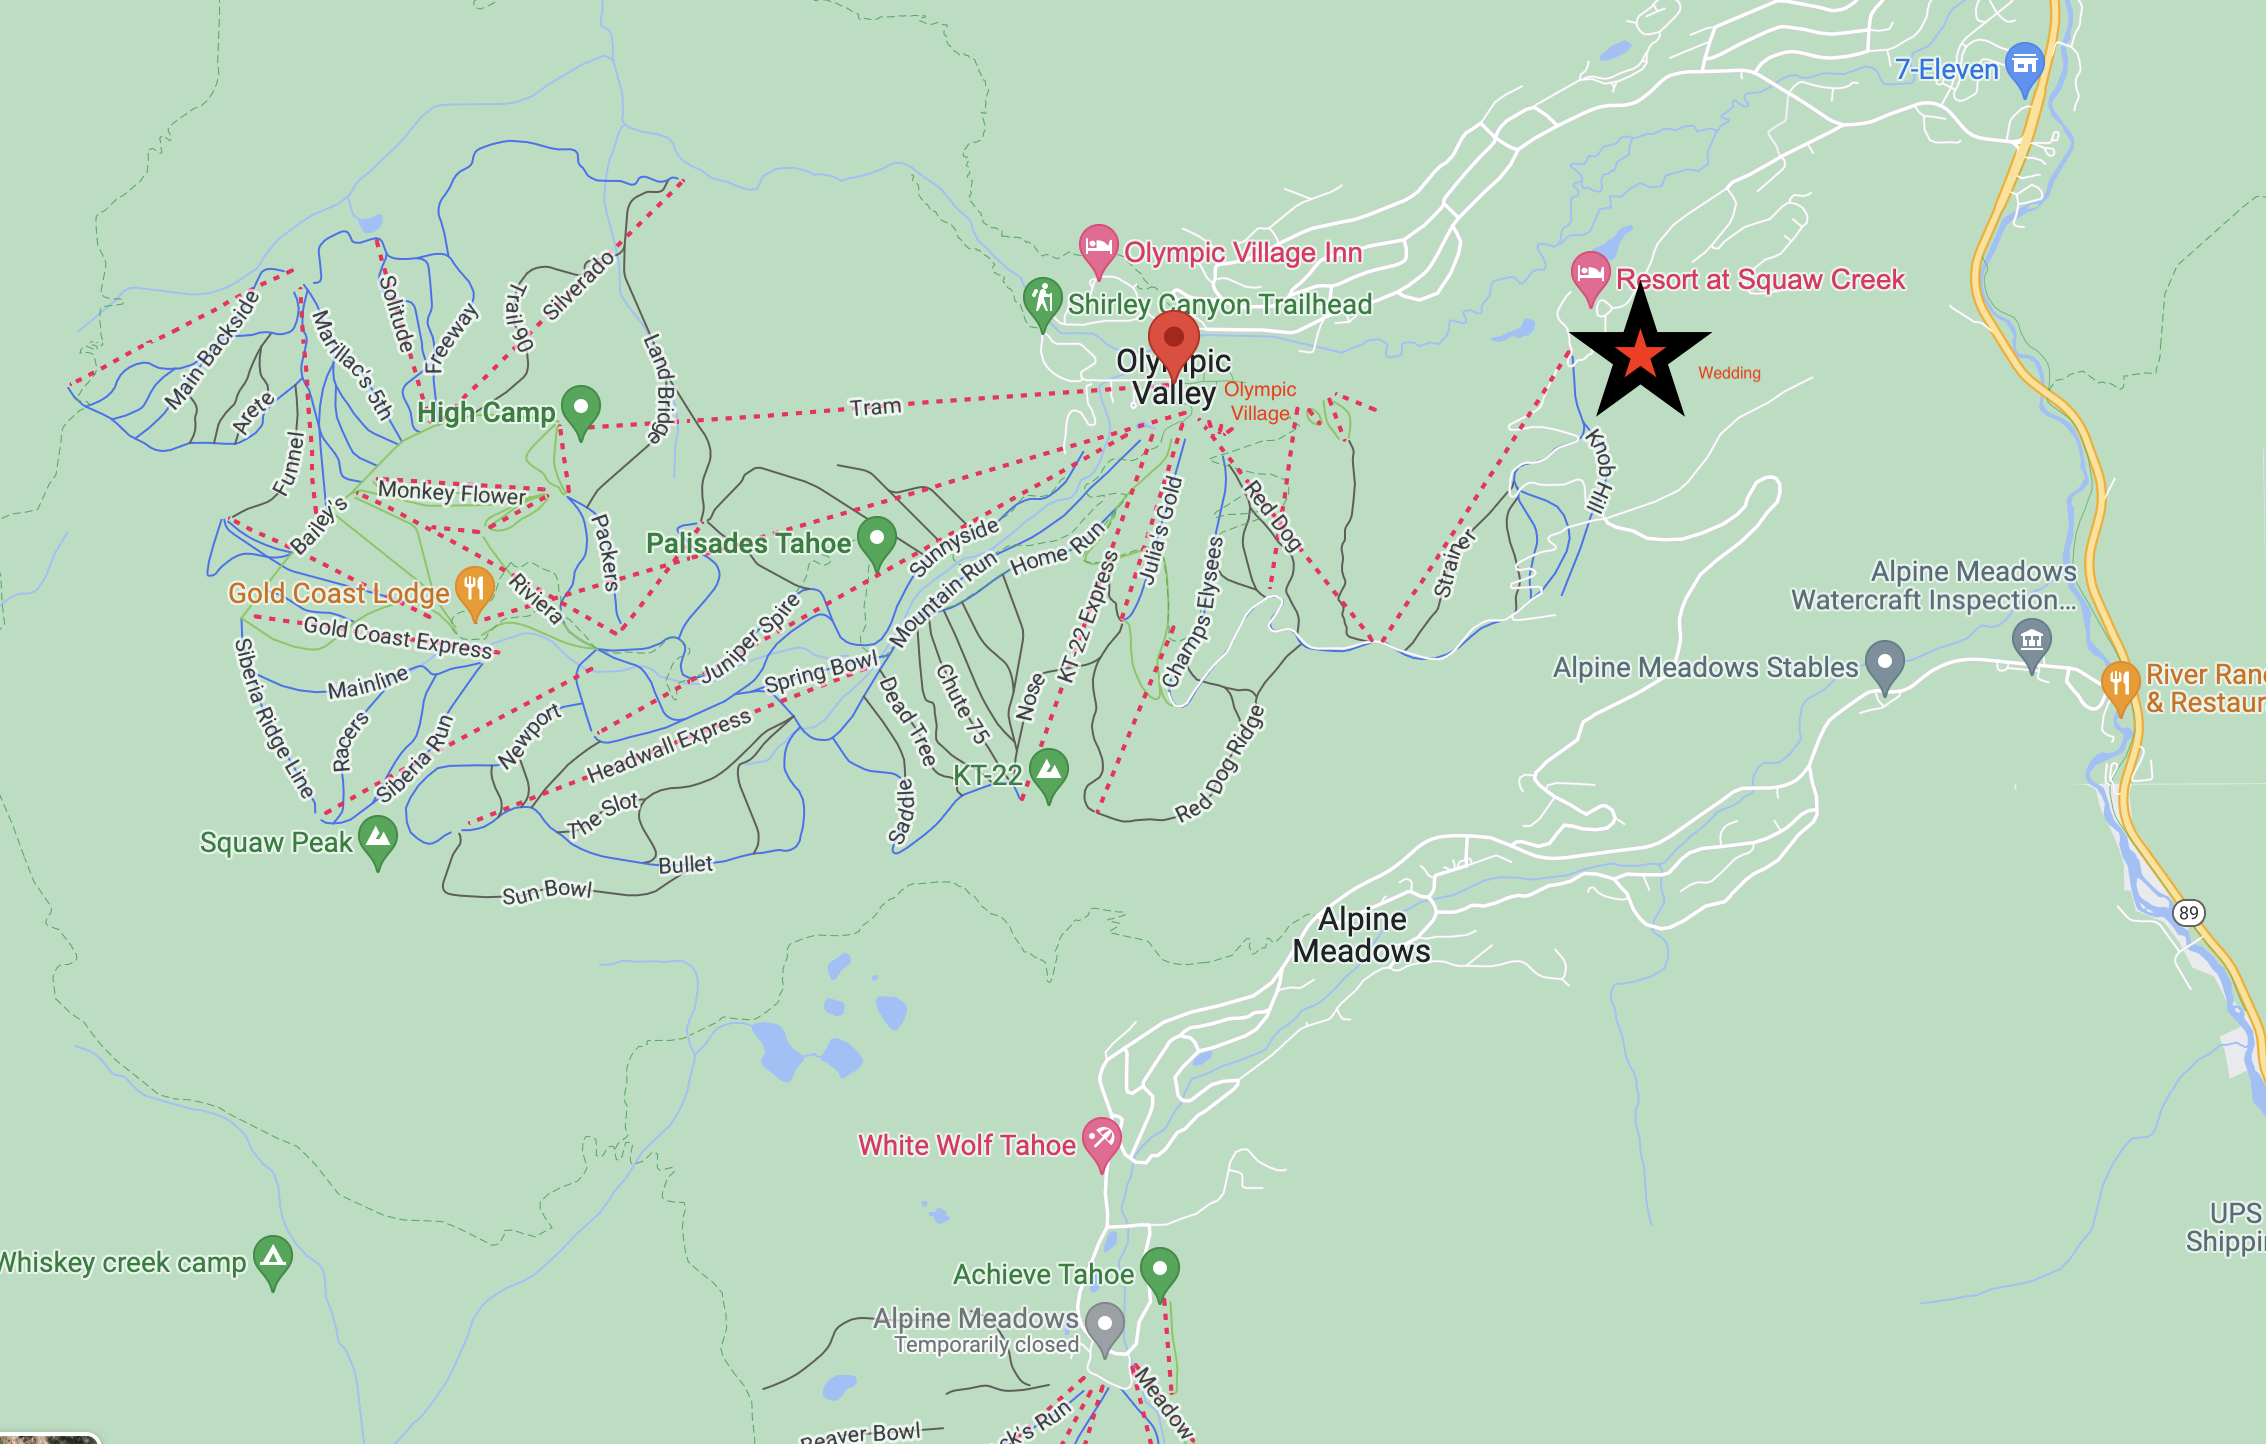 7-Eleven
Olympic Village Inn
Resort at Squaw Creek
Shirley Canyon Trailhead
Olympic
Valley
Olympic
Village
Wedding
Main Backside
Arete
Funnel
Marillac's 5th
Solitude
Freeway
Trail 90
Silverado
Land Bridge
High Camp
Tram
Monkey Flower
Bailey's
Packers
Palisades Tahoe
Sunnyside
Mountain Run
Home Run
Julia's Gold
KT-22 Express
Champs Elysees
Red Dog
Strainer
Knob Hill
Gold Coast Lodge
Riviera
Gold Coast Express
Juniper Spire
Spring Bowl
Siberia Ridge Line
Mainline
Racers
Siberia Run
Newport
Headwall Express
Dead Tree
Chute 75
Nose
Saddle
KT-22
Red Dog Ridge
The Slot
Squaw Peak
Bullet
Sun Bowl
Alpine Meadows
Watercraft Inspection...
Alpine Meadows Stables
River Ran
& Restaur
89
Alpine
Meadows
White Wolf Tahoe
Whiskey creek camp
Achieve Tahoe
Alpine Meadows
Temporarily closed
UPS
Shippi
Meadow
ck's Run
Beaver Bowl